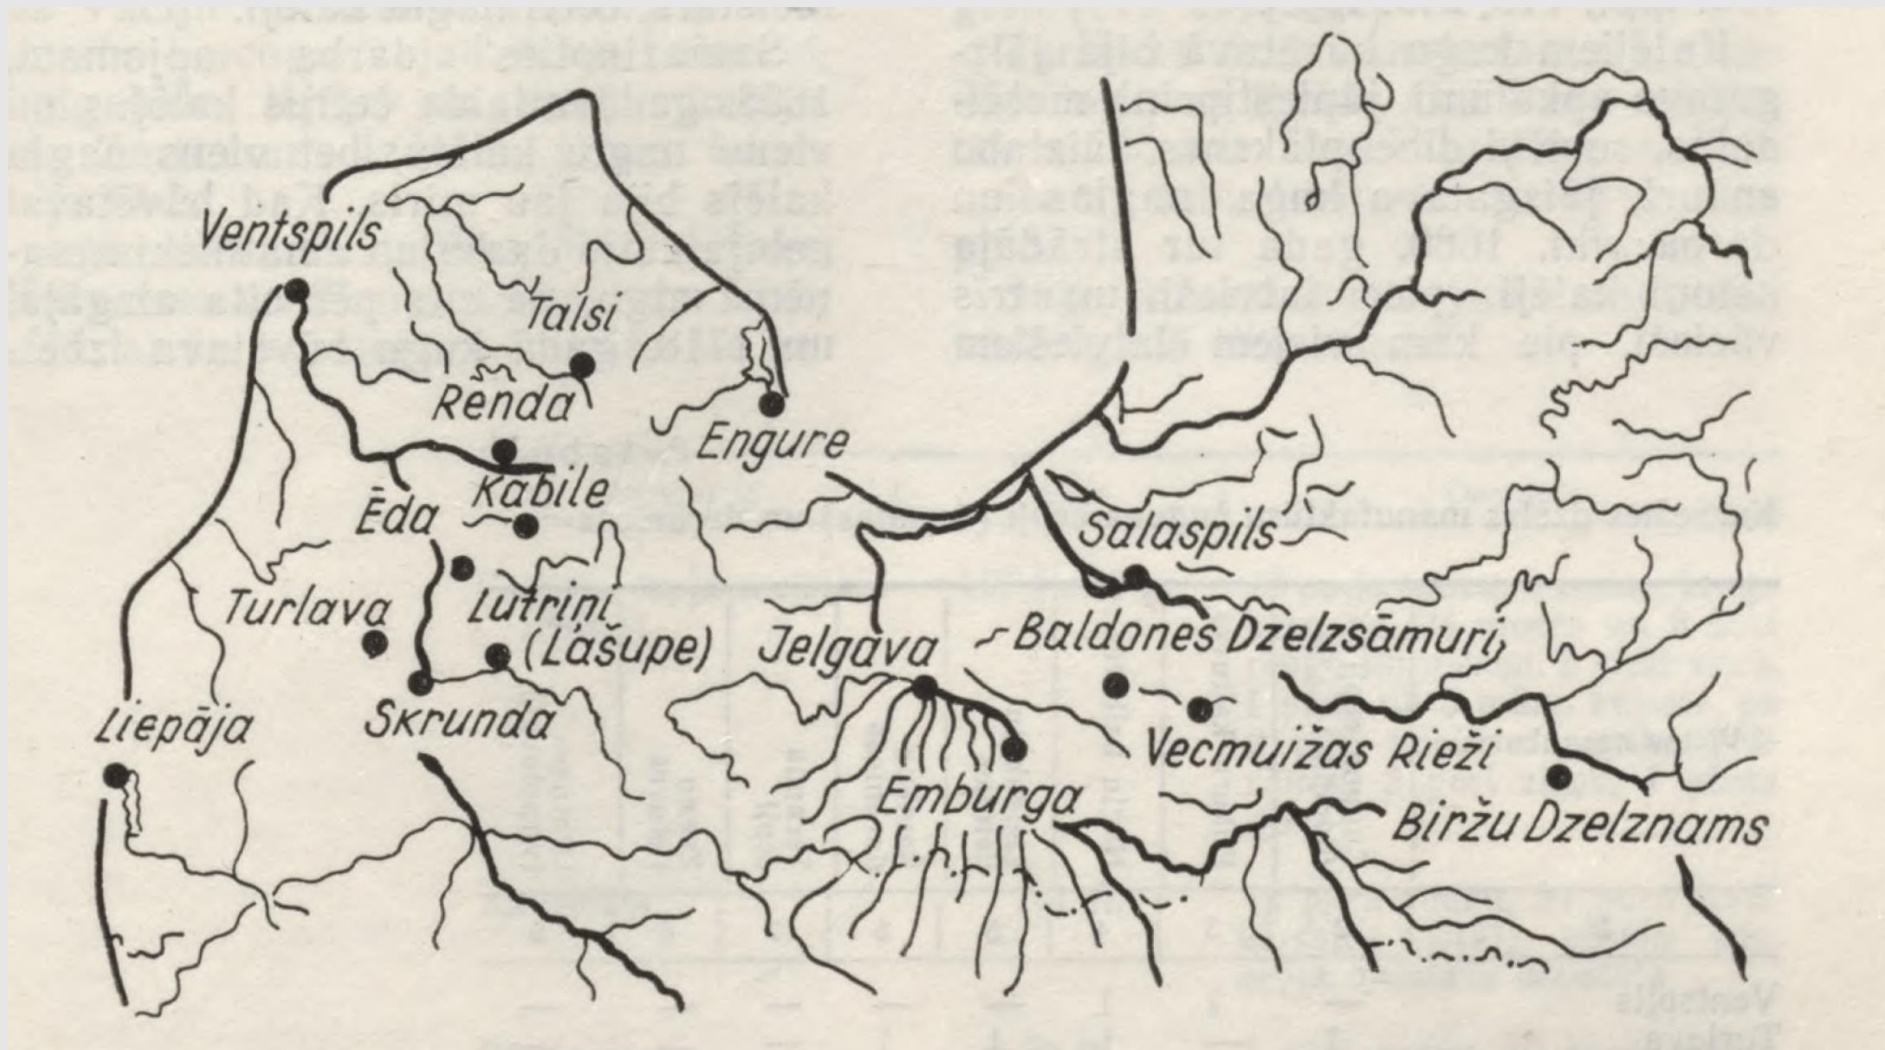 Ventspils
Talsi
Rēnda
Engure
Kabile
Ēda
Salaspils
Turlava
Lutriņi
(Lašupe)
Jelgava
Baldones Dzelzsāmuri
Liepāja
Skrunda
Vecmuižas Rieži
Emburga
Biržu Dzelznams
Ventspils